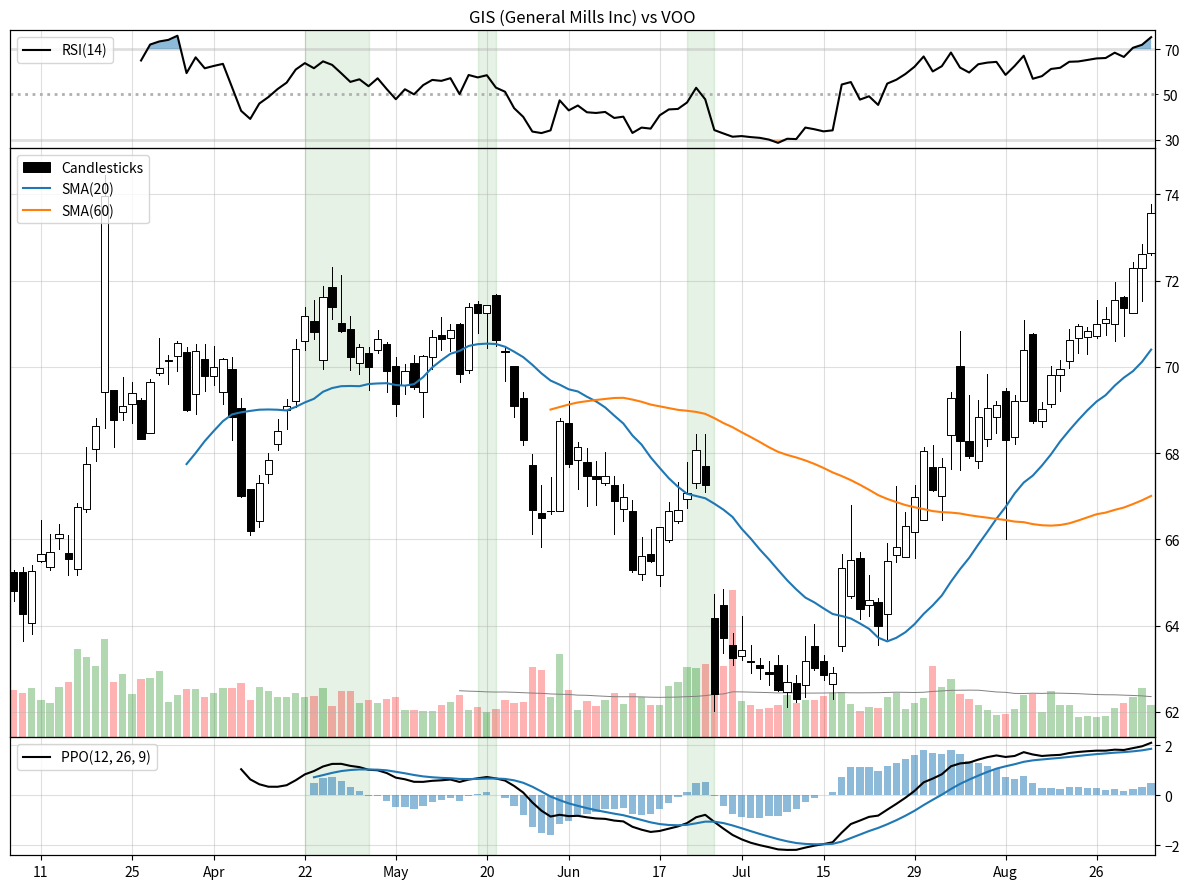 GIS (General Mills Inc) vs VOO
RSI(14)
70
50
30
Candlesticks
SMA(20)
SMA(60)
74
72
70
68
66
64
62
PPO(12, 26, 9)
2
0
−2
11 25 Apr 22 May 20 Jun 17 Jul 15 29 Aug 26